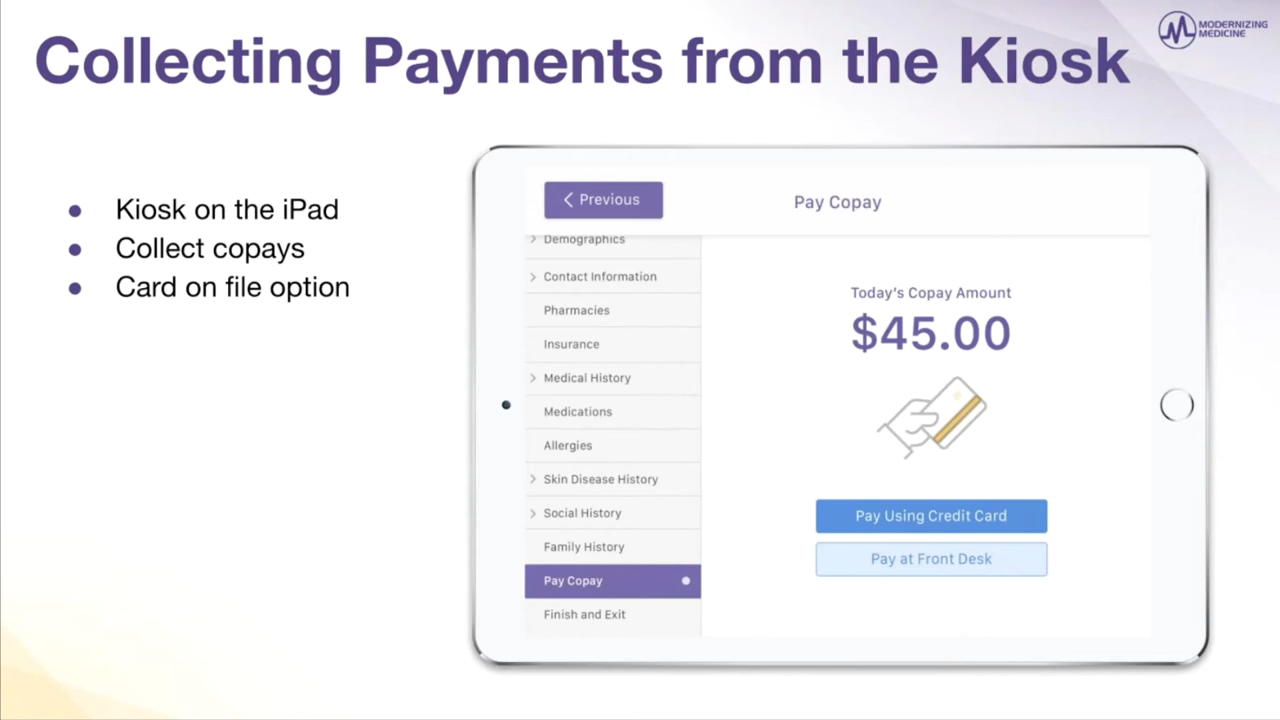 MODERNIZING
MEDICINE
Collecting Payments from the Kiosk
Kiosk on the iPad
Collect copays
Card on file option
Previous
Pay Copay
Demographics
Contact Information
Pharmacies
Insurance
Medical History
Medications
Allergies
Skin Disease History
Social History
Family History
Pay Copay
Finish and Exit
Today's Copay Amount
$45.00
Pay Using Credit Card
Pay at Front Desk